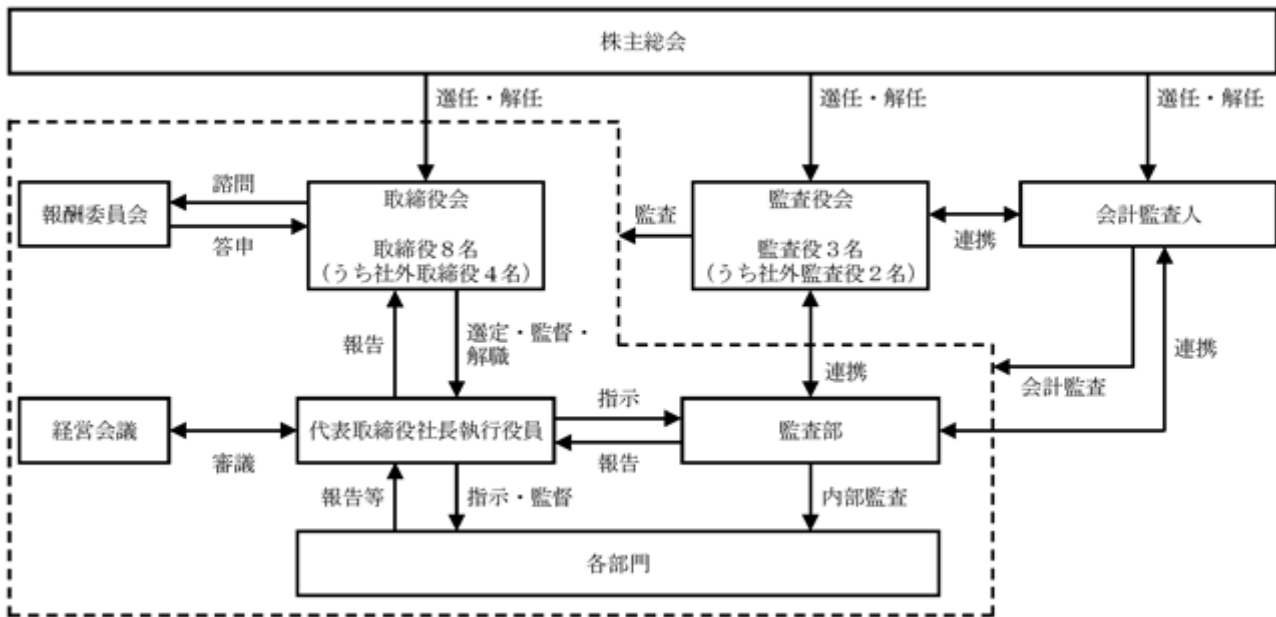 株主総会
選任・解任
選任・解任
選任・解任
報酬委員会
諮問
答申
取締役会
取締役8名
（うち社外取締役4名）
監査
監査役会
監査役3名
（うち社外監査役2名）
連携
会計監査人
報告
選定・監督・
解職
連携
会計監査
連携
経営会議
審議
代表取締役社長執行役員
指示
報告
監査部
報告等
指示・監督
内部監査
各部門